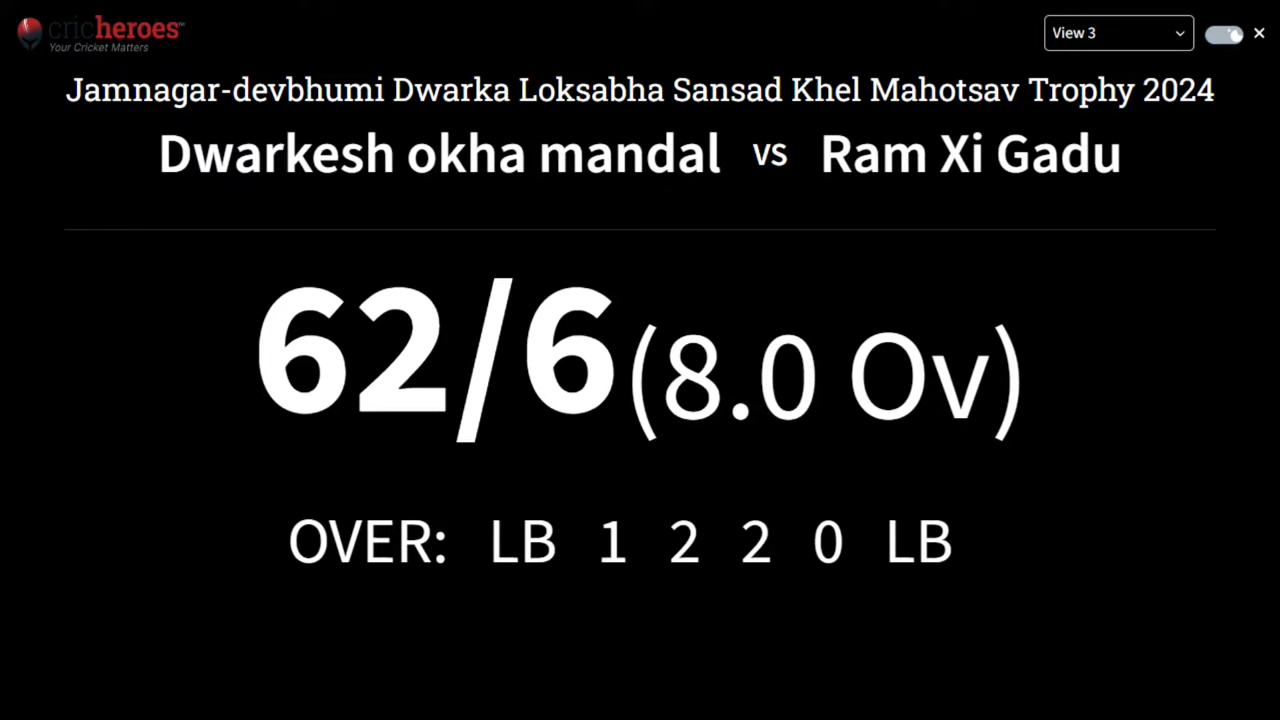 cricheroes™
Your Cricket Matters
View 3
Jamnagar-devbhumi Dwarka Loksabha Sansad Khel Mahotsav Trophy 2024
Dwarkesh okha mandal vs Ram Xi Gadu
62/6 (8.0 Ov)
OVER: LB 1 2 2 0 LB